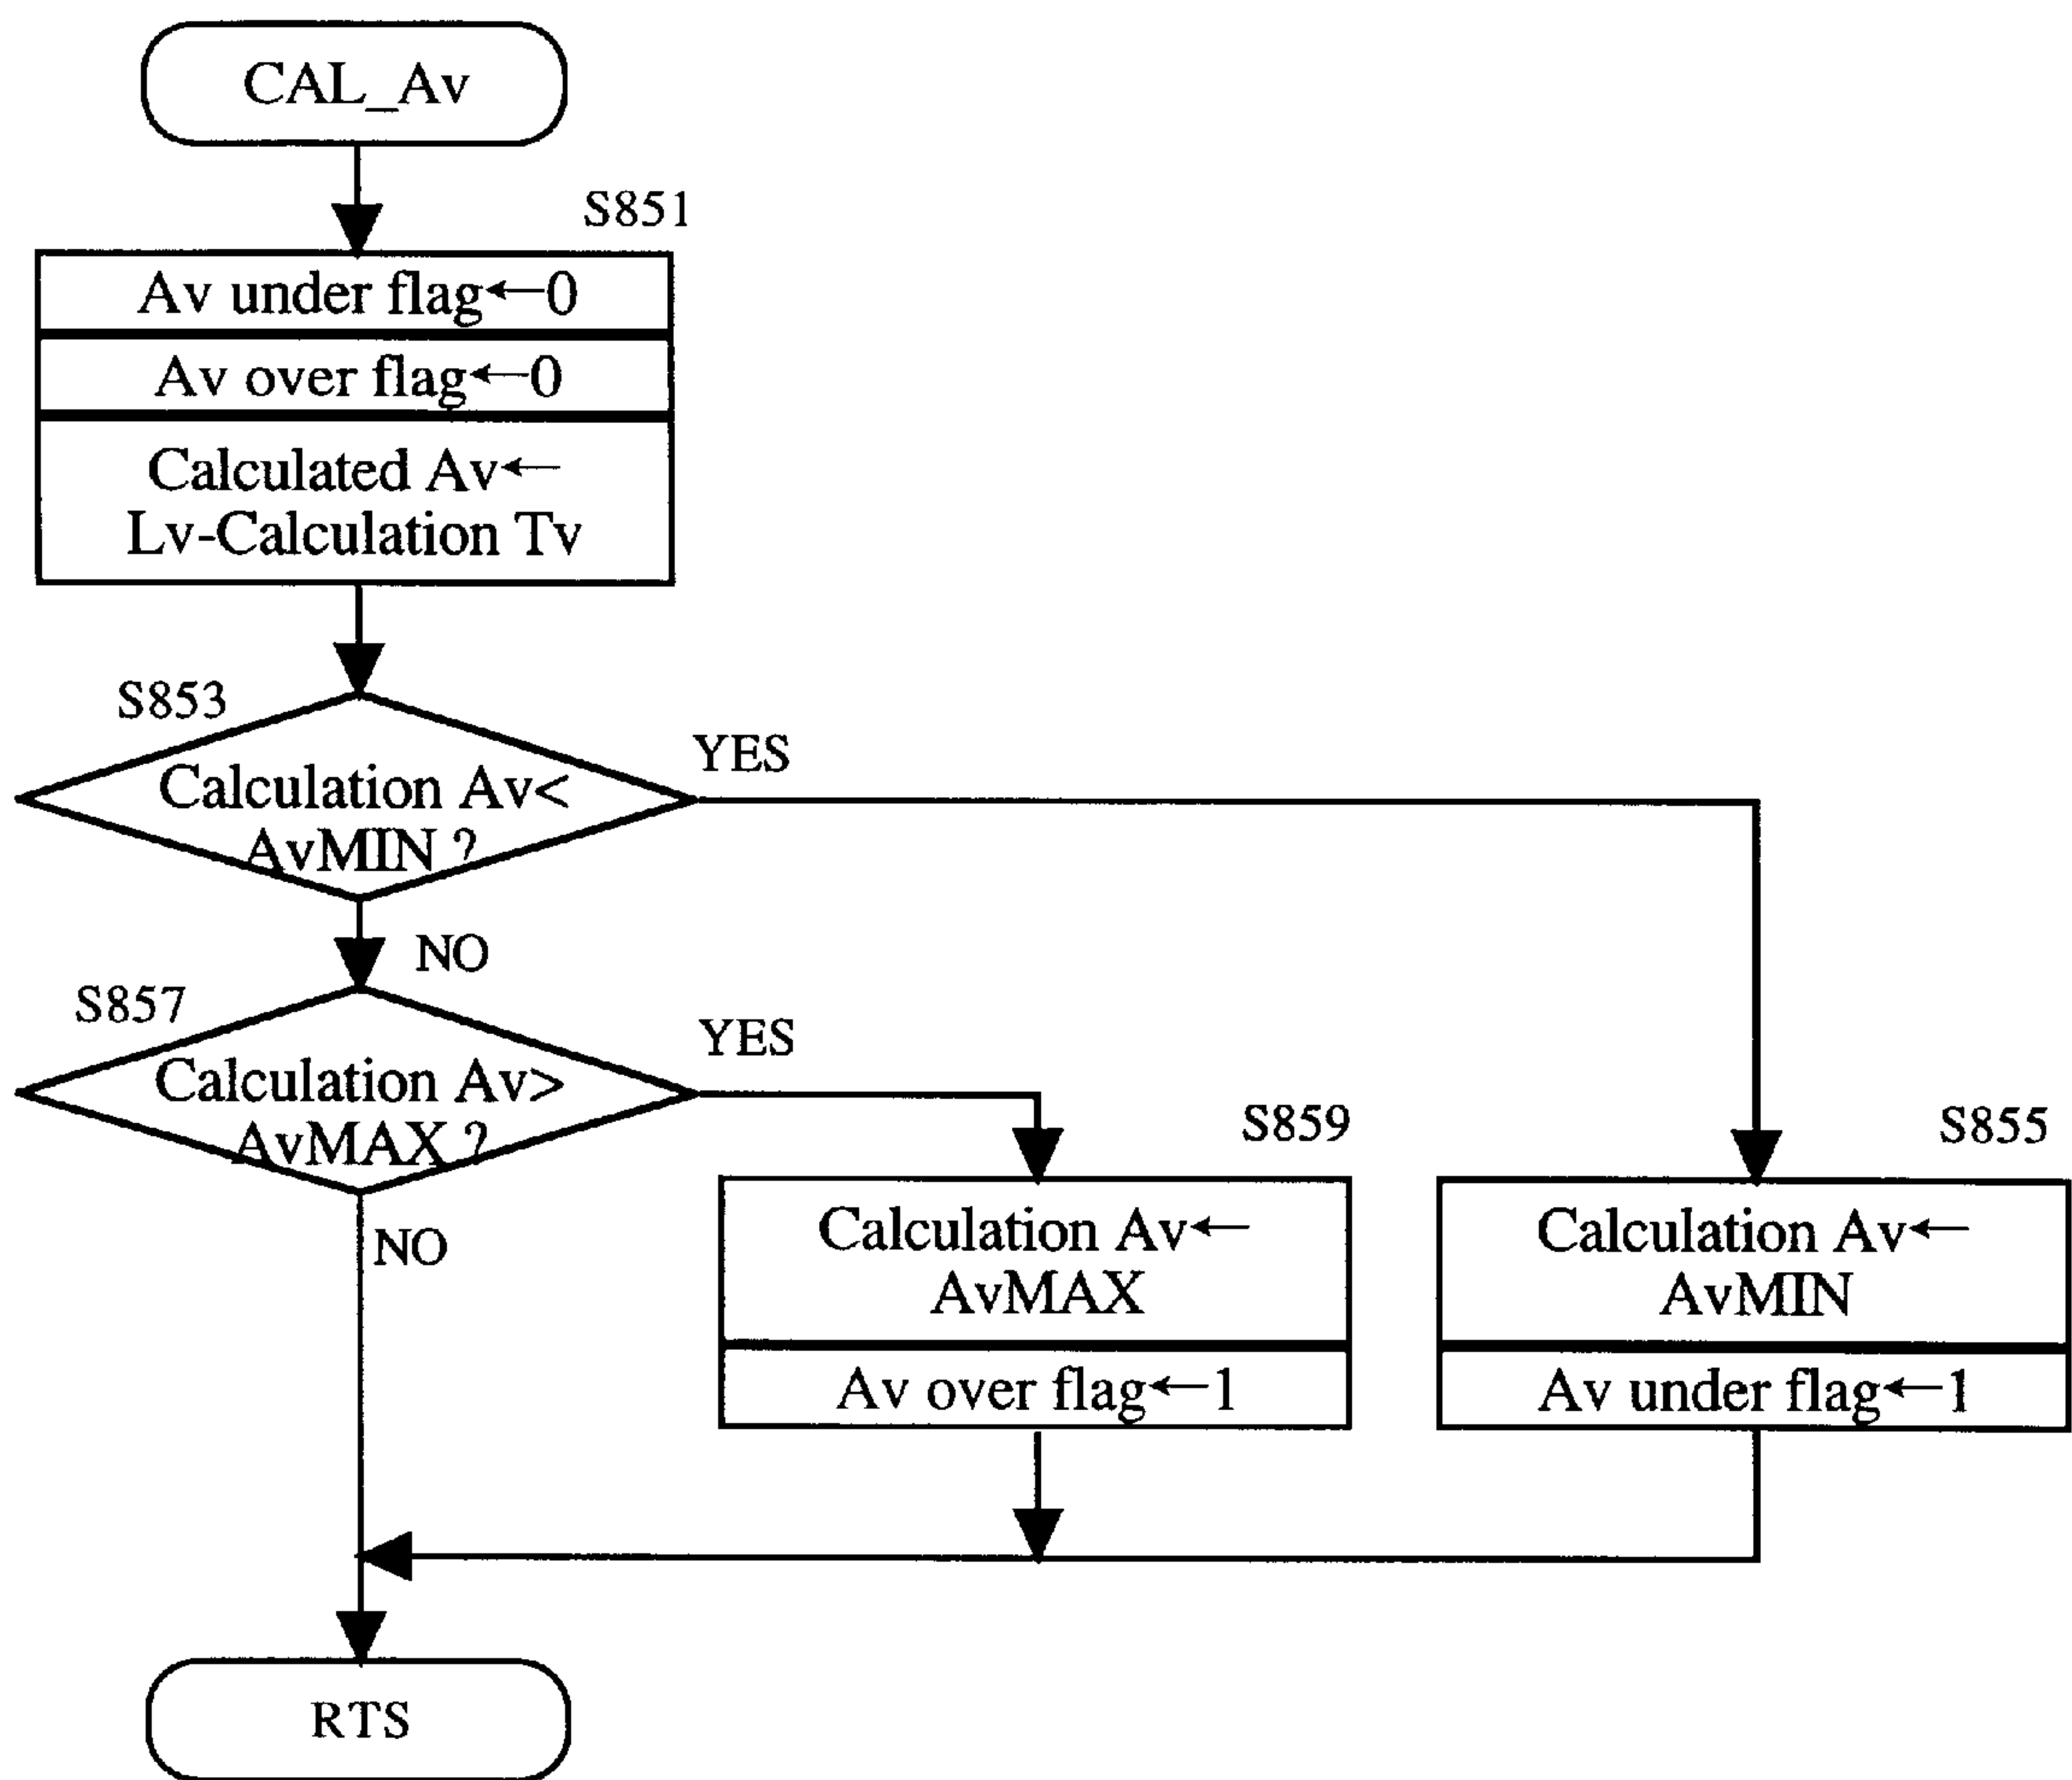 CAL_Av
S851
Av under flag←0
Av over flag←0
Calculated Av←
Lv-Calculation Tv
S853
YES
Calculation Av<
AvMIN ?
NO
S857
YES
Calculation Av>
AvMAX ?
NO
S859
Calculation Av←
AvMAX
Av over flag←1
S855
Calculation Av←
AvMIN
Av under flag←1
RTS